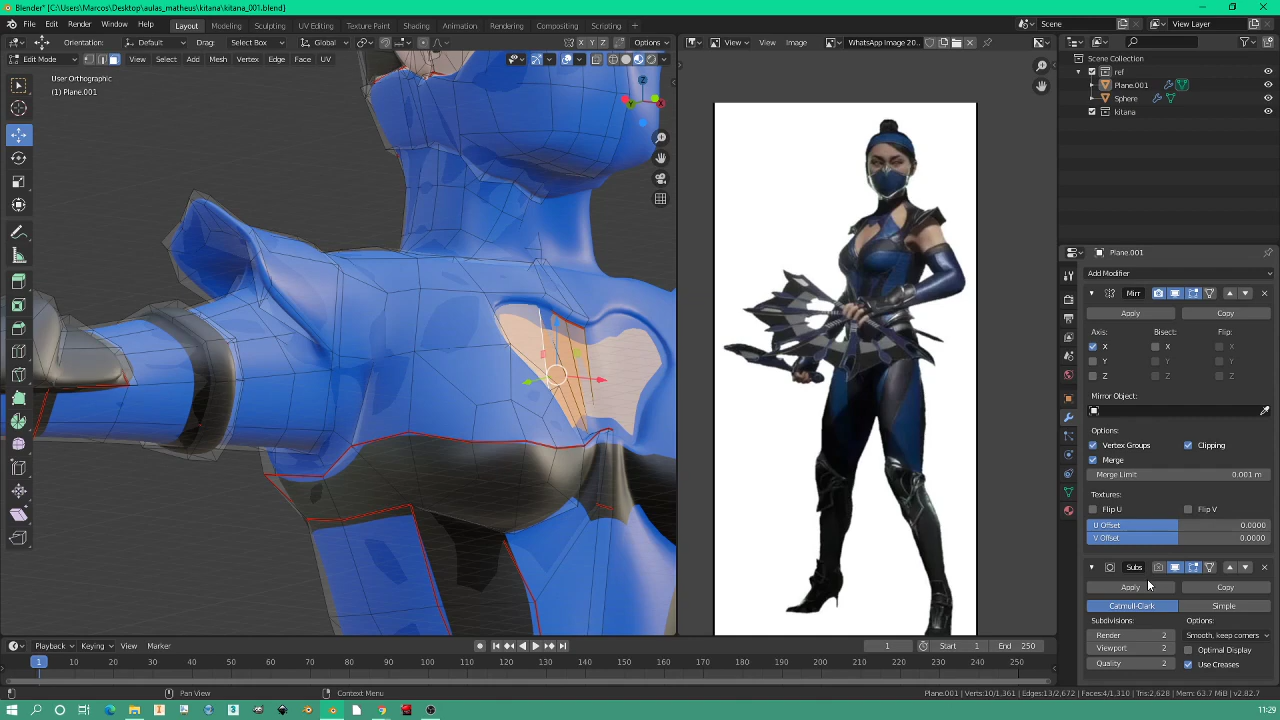 Blender* [C:\Users\Marcos\Desktop\aulas_matheus\kitana\kitana_001.blend]
File Edit Render Window Help Layout Modeling Sculpting UV Editing Texture Paint Shading Animation Rendering Compositing Scripting + Scene View Layer
Orientation: Default Drag: Select Box Global X Y Z Options View View Image WhatsApp Image 20..
Edit Mode View Select Add Mesh Vertex Edge Face UV
User Orthographic
(1) Plane.001
Scene Collection
ref
Plane.001
Sphere
kitana
Plane.001
Add Modifier
Mirr
Apply Copy
Axis: Bisect: Flip:
X X X
Y Y Y
Z Z Z
Mirror Object:
Options:
Vertex Groups Clipping
Merge
Merge Limit 0.001 m
Textures:
Flip U Flip V
U Offset 0.0000
V Offset 0.0000
Subs
Apply Copy
Catmull-Clark Simple
Subdivisions: Options:
Render 2 Smooth, keep corners
Viewport 2 Optimal Display
Quality 2 Use Creases
Playback Keying View Marker 1 Start 1 End 250
1 10 20 30 40 50 60 70 80 90 100 110 120 130 140 150 160 170 180 190 200 210 220 230 240 250
Pan View Context Menu Plane.001 | Verts:10/1,361 | Edges:13/2,672 | Faces:4/1,310 | Tris:2,628 | Mem: 63.7 MiB | v2.82.7
11:29